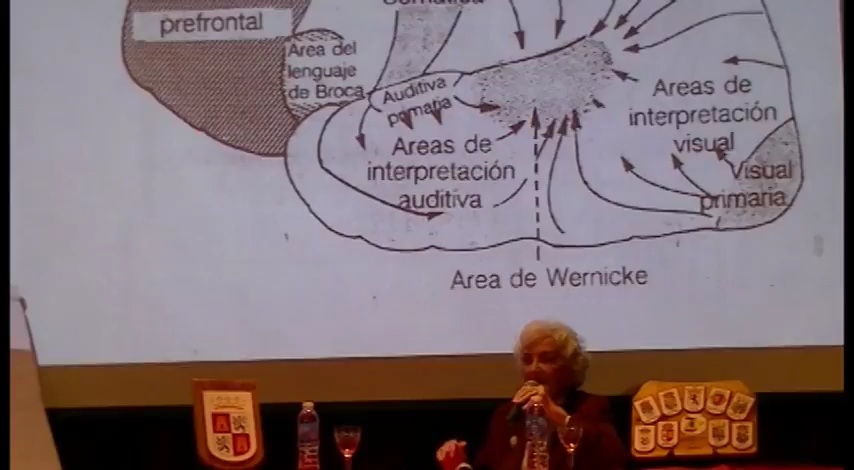 prefrontal
Area del
lenguaje
de Broca
Auditiva
primaria
Areas de
interpretación
auditiva
Areas de
interpretación
visual
Visual
primaria
Area de Wernicke